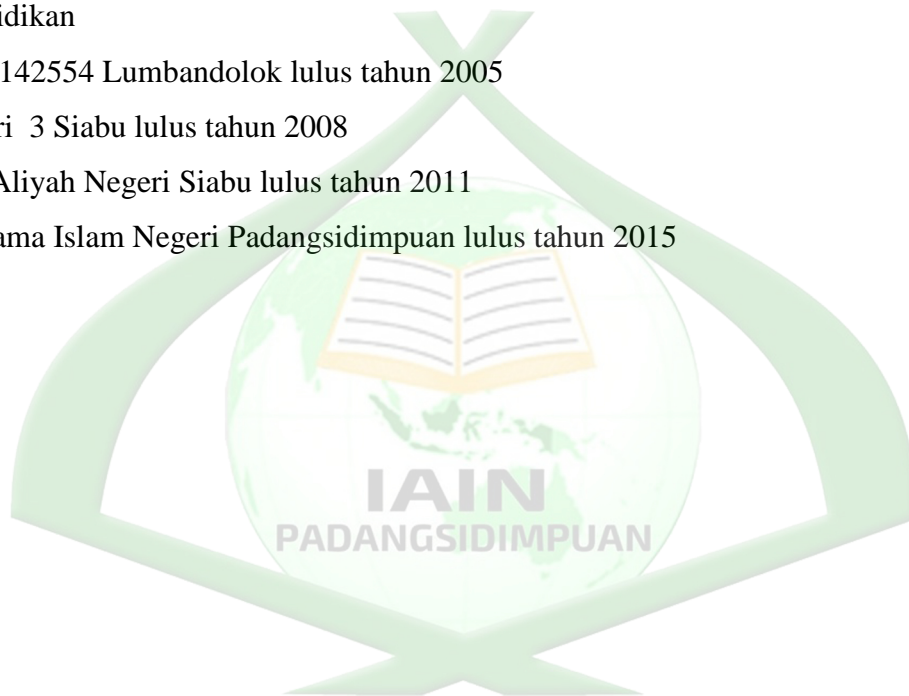 idikan
142554 Lumbandolok lulus tahun 2005
ri 3 Siabu lulus tahun 2008
Aliyah Negeri Siabu lulus tahun 2011
ama Islam Negeri Padangsidimpuan lulus tahun 2015
IAIN
PADANGSIDIMPUAN